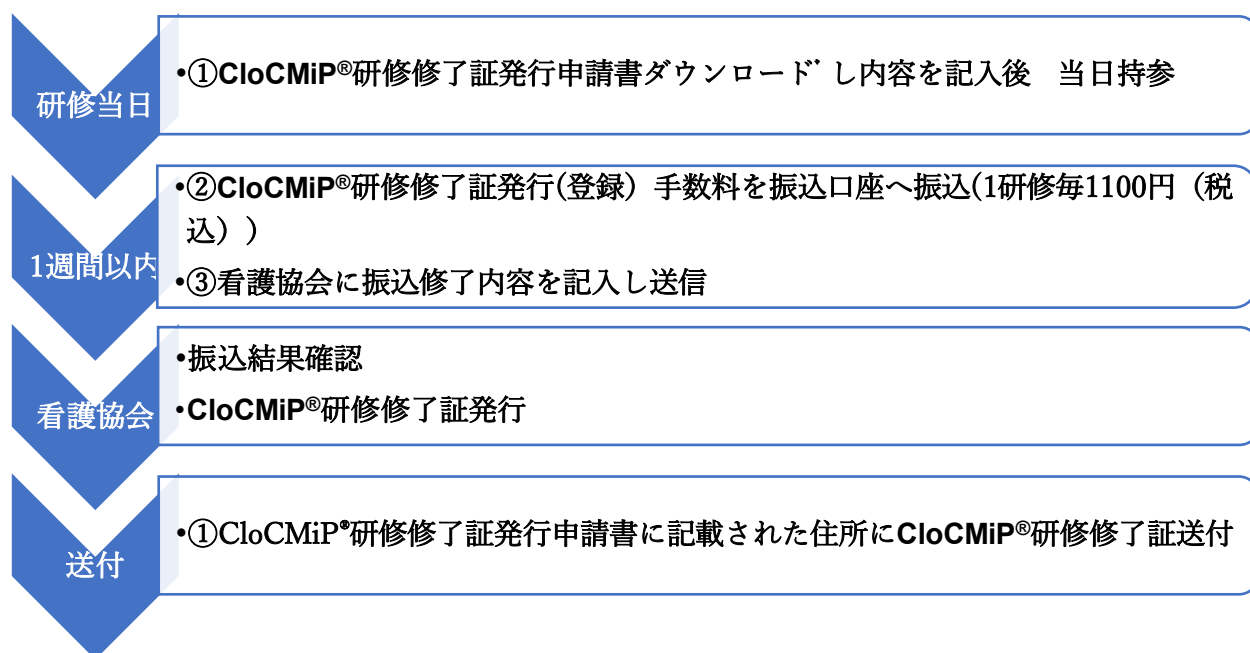 研修当日
•①CloCMiP®研修修了証発行申請書ダウンロード゛し内容を記入後　当日持参
1週間以内
•②CloCMiP®研修修了証発行(登録）手数料を振込口座へ振込(1研修毎1100円（税
込））
•③看護協会に振込修了内容を記入し送信
看護協会
•振込結果確認
•CloCMiP®研修修了証発行
送付
•①CloCMiP®研修修了証発行申請書に記載された住所にCloCMiP®研修修了証送付